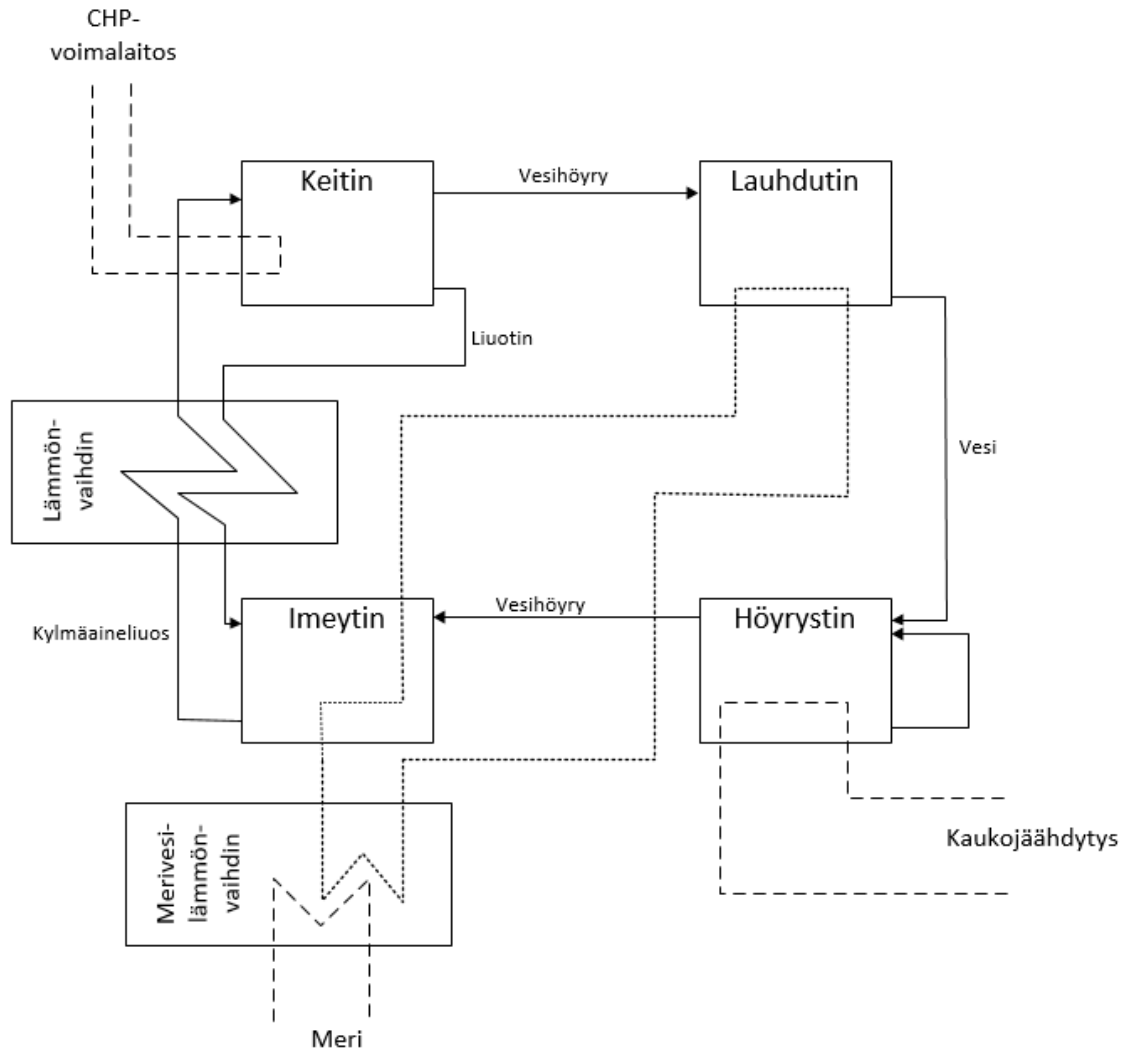 CHP-
voimalaitos
Keitin
Vesihöyry
Lauhdutin
Liuotin
Lämmön-
vaihdin
Vesi
Kylmäaineliuos
Imeytin
Vesihöyry
Höyrystin
Merivesi-
lämmön-
vaihdin
Kaukojäähdytys
Meri